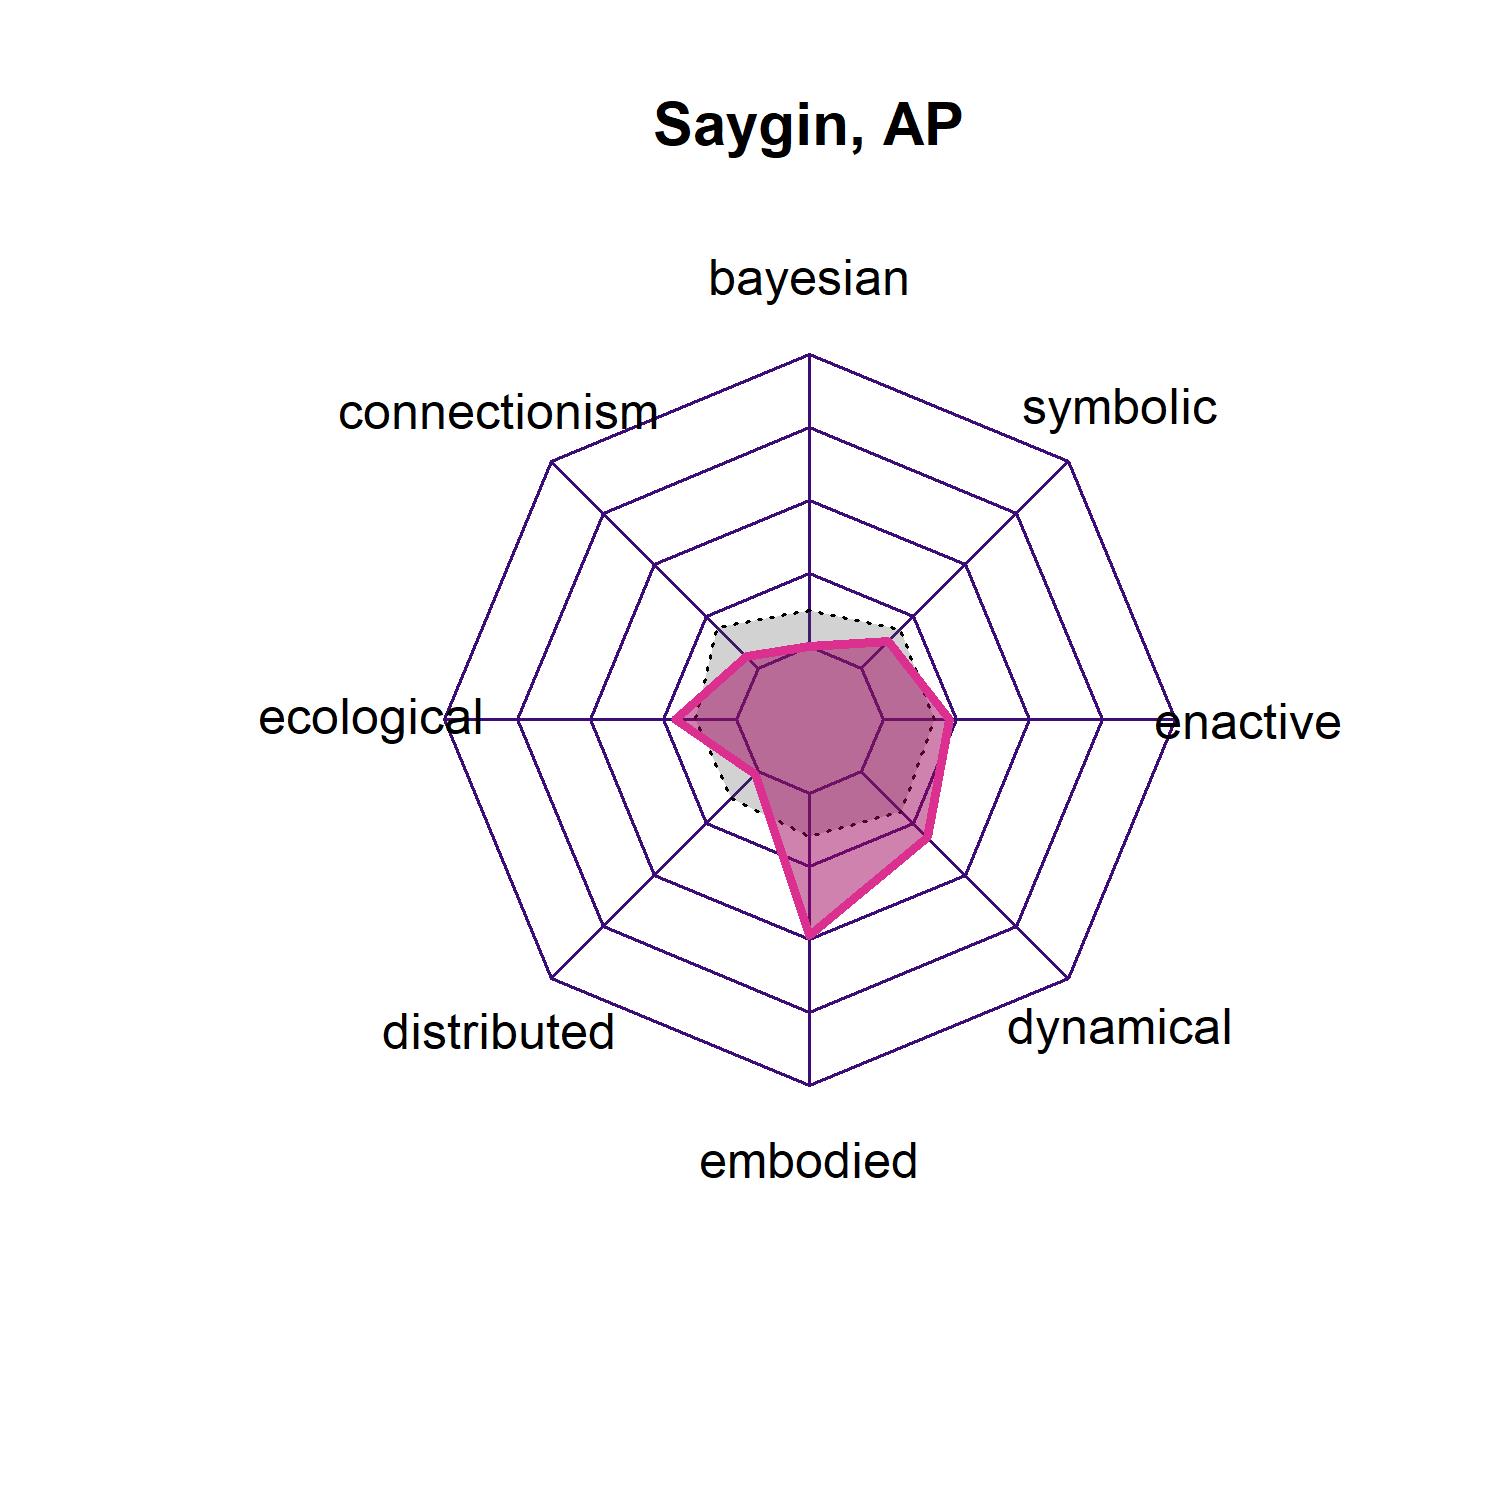 Saygin, AP
bayesian
symbolic
connectionism
ecological
enactive
distributed
dynamical
embodied